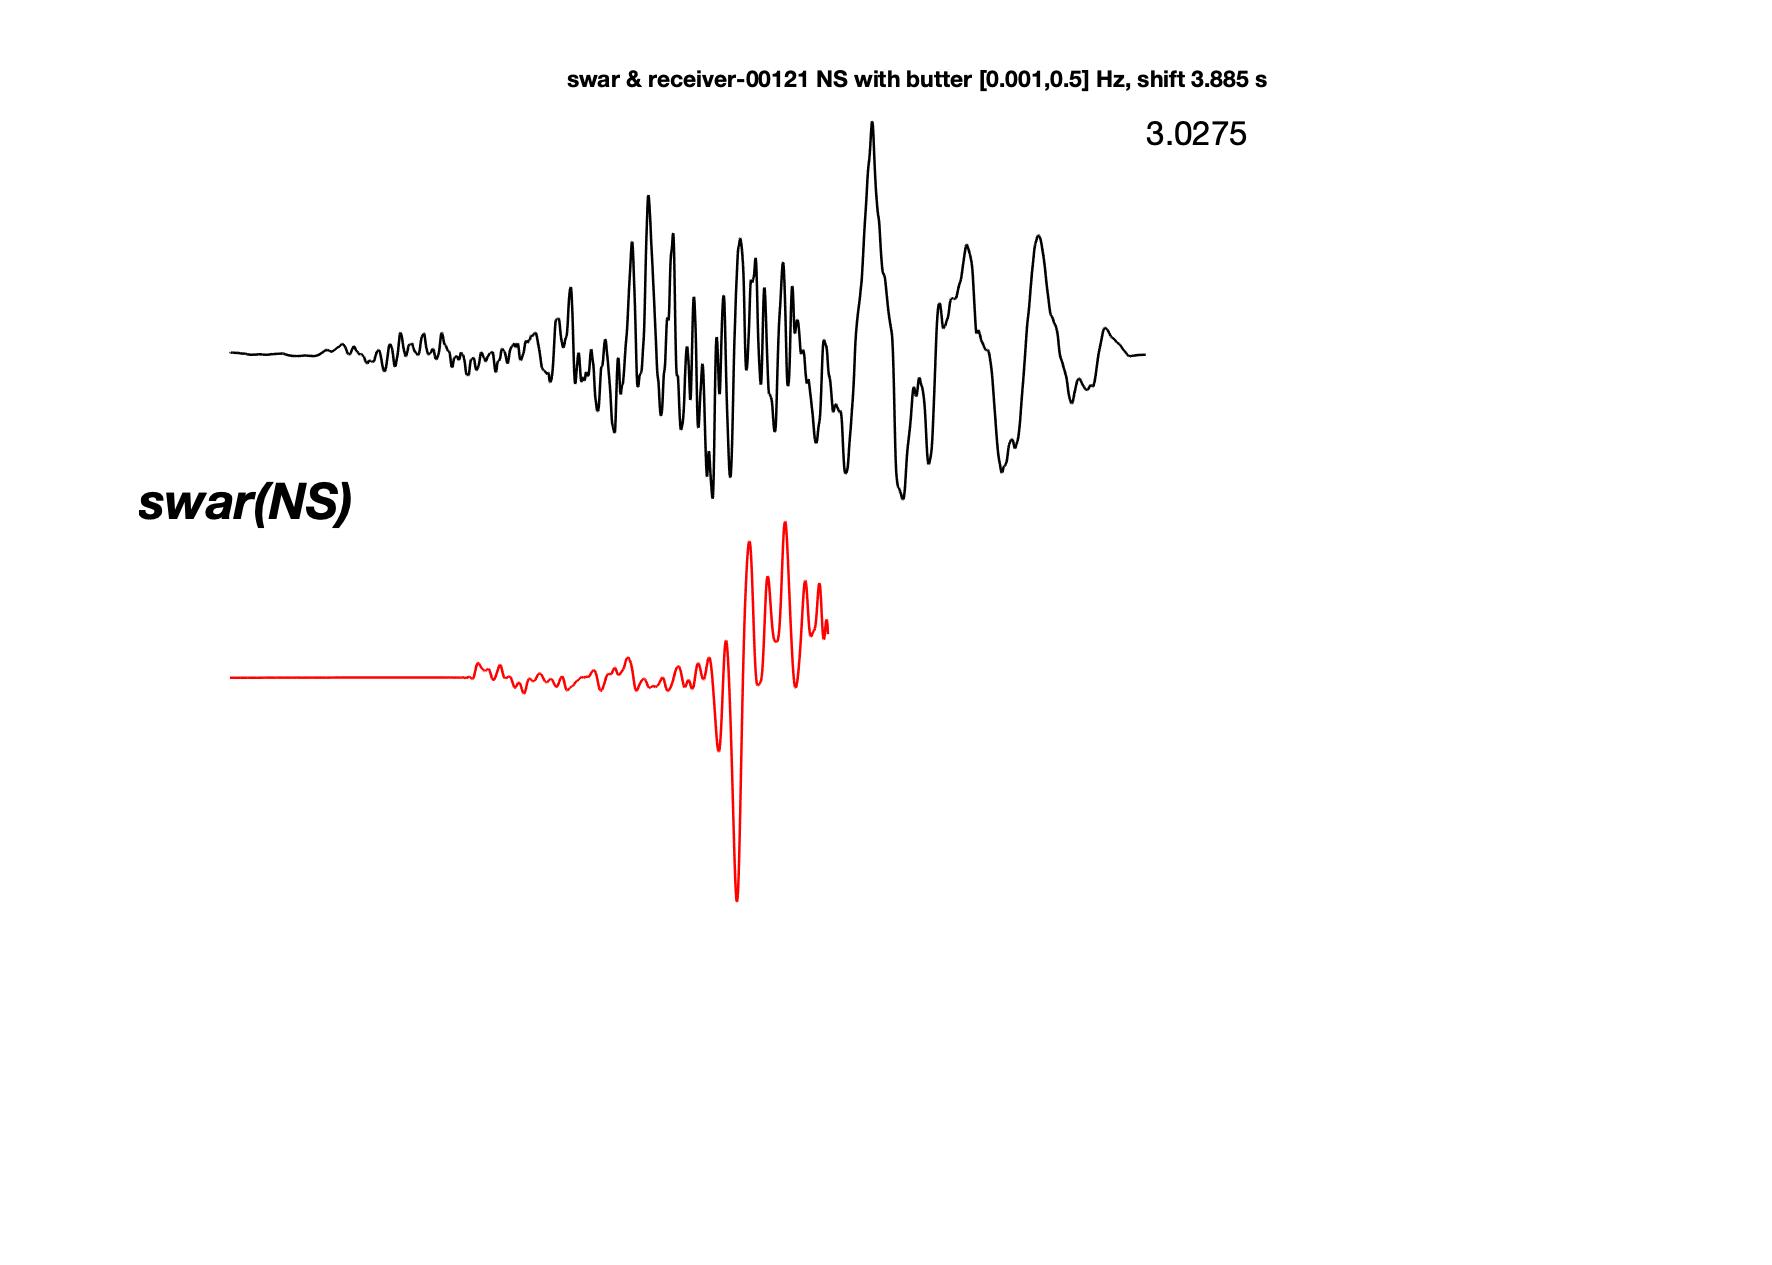 swar & receiver-00121 NS with butter [0.001,0.5] Hz, shift 3.885 s
3.0275
swar(NS)